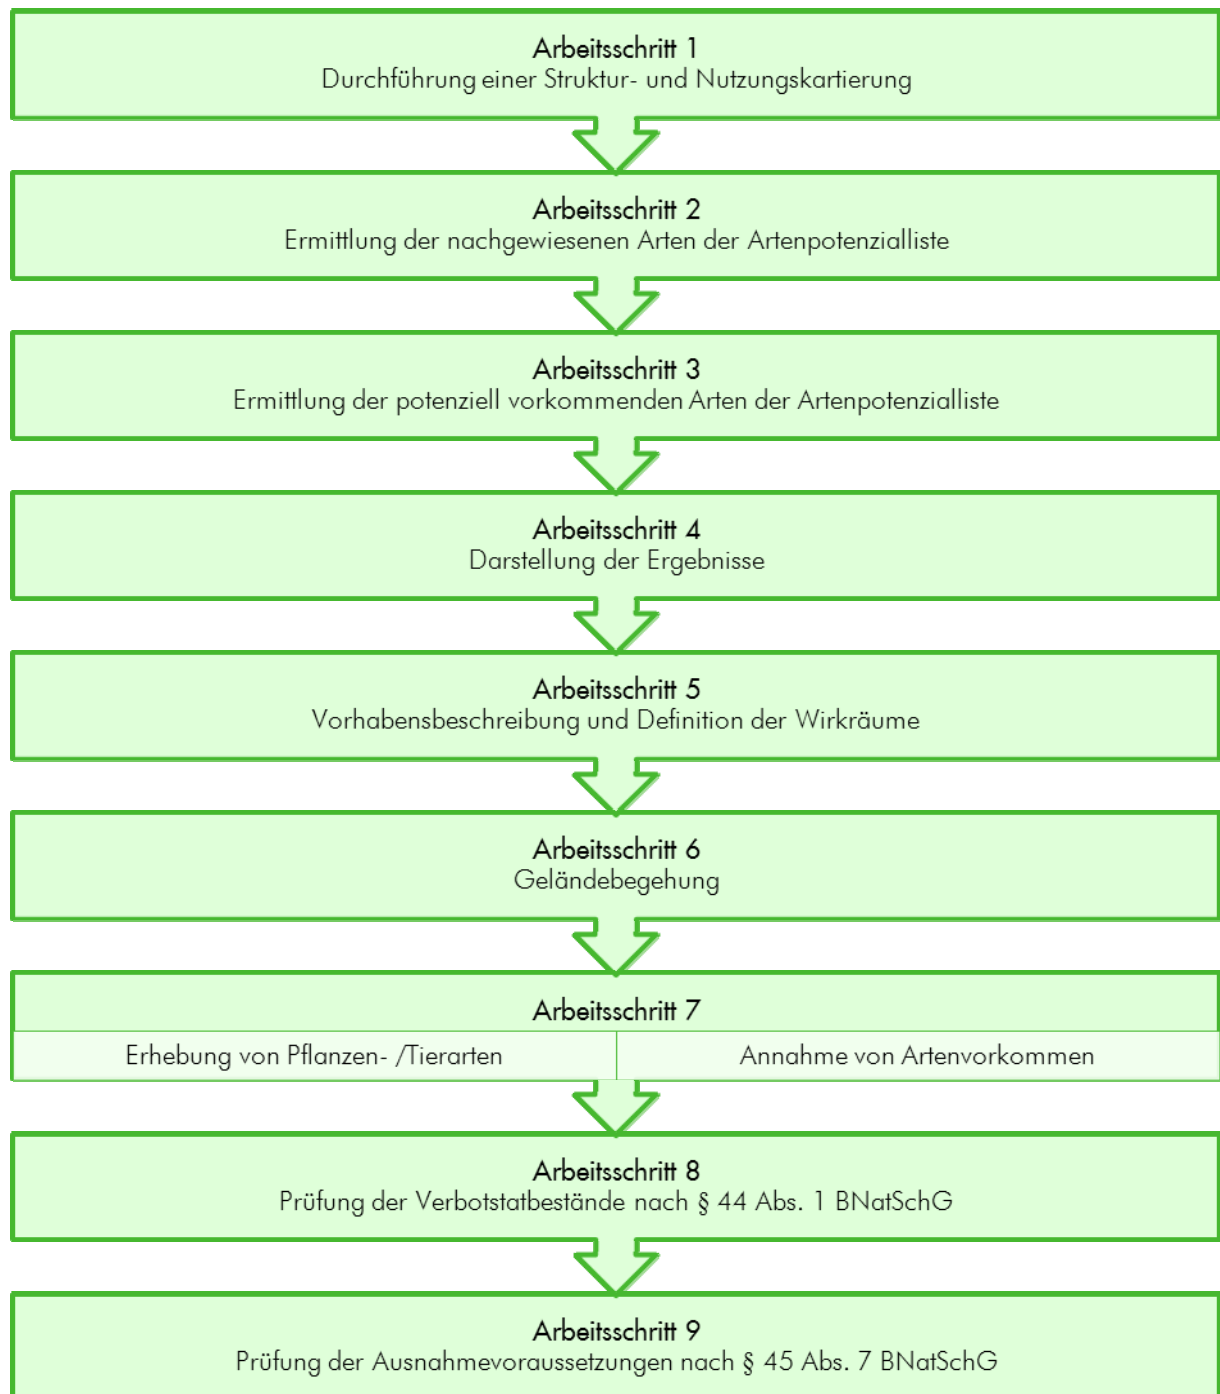 Arbeitsschritt 1
Durchführung einer Struktur- und Nutzungskartierung
Arbeitsschritt 2
Ermittlung der nachgewiesenen Arten der Artenpotenzialliste
Arbeitsschritt 3
Ermittlung der potenziell vorkommenden Arten der Artenpotenzialliste
Arbeitsschritt 4
Darstellung der Ergebnisse
Arbeitsschritt 5
Vorhabensbeschreibung und Definition der Wirkräume
Arbeitsschritt 6
Geländebegehung
Arbeitsschritt 7
Erhebung von Pflanzen- /Tierarten
Annahme von Artenvorkommen
Arbeitsschritt 8
Prüfung der Verbotstatbestände nach § 44 Abs. 1 BNatSchG
Arbeitsschritt 9
Prüfung der Ausnahmevoraussetzungen nach § 45 Abs. 7 BNatSchG